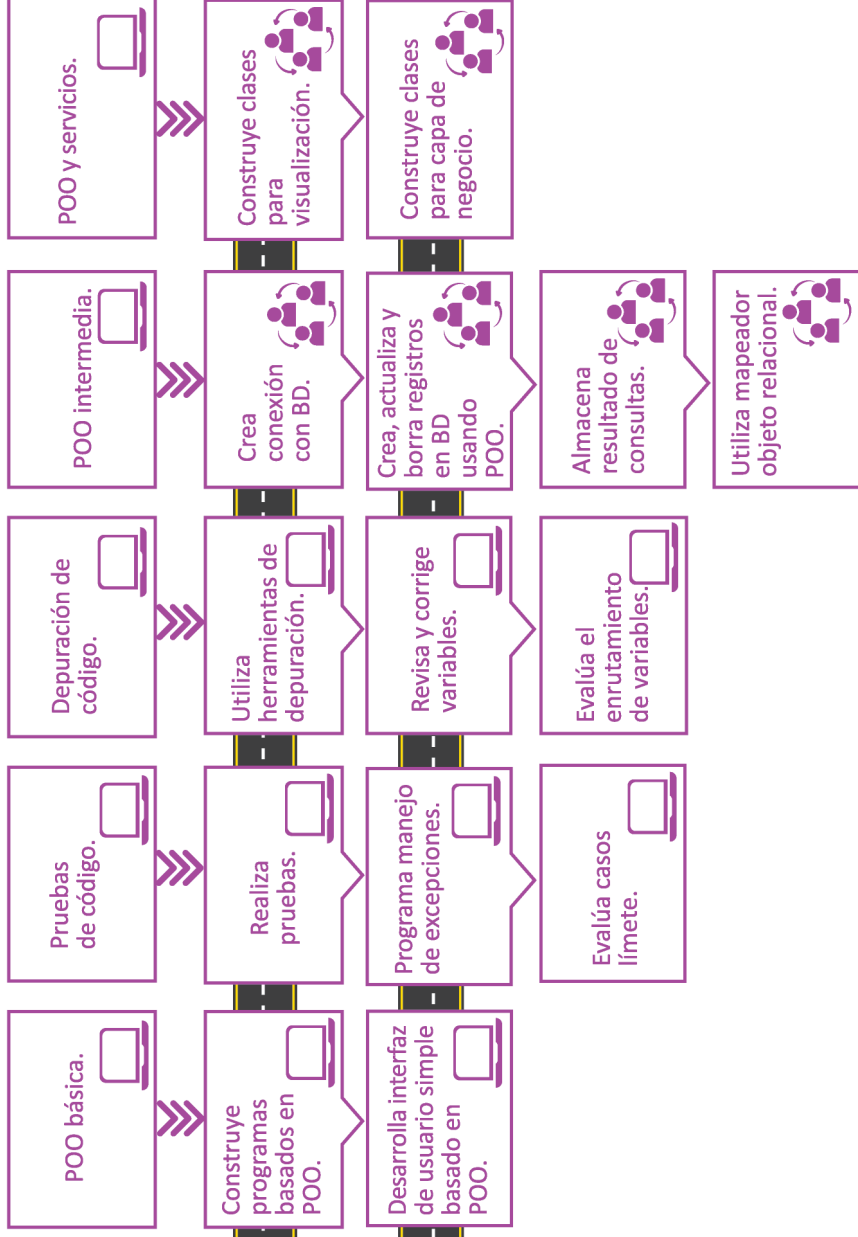 POO básica.
Construye
programas
basados en
POO.
Desarrolla interfaz
de usuario simple
basado en
POO.
Pruebas
de código.
Realiza
pruebas.
Programa manejo
de excepciones.
Evalúa casos
límete.
Depuración de
código.
Utiliza
herramientas de
depuración.
Revisa y corrige
variables.
Evalúa el
enrutamiento
de variables.
POO intermedia.
Crea
conexión
con BD.
Crea, actualiza y
borra registros
en BD
usando
POO.
Almacena
resultado de
consultas.
Utiliza mapeador
objeto relacional.
POO y servicios.
Construye clases
para
visualización.
Construye clases
para capa de
negocio.